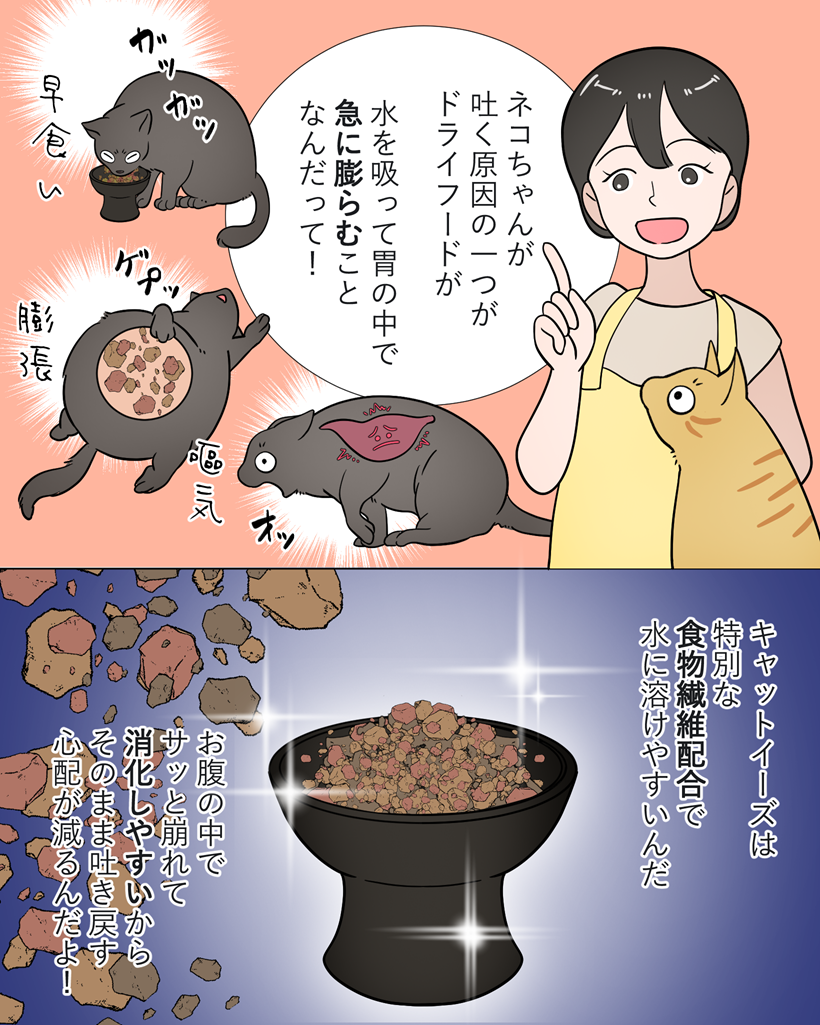 ネコちゃんが
吐く原因の一つが
ドライフードが
水を吸って胃の中で
急に膨らむこと
なんだって！
ガッ
ガッ
早食い
ゲプッ
膨張
嘔気
オッ
キャットイーズは
特別な
食物繊維配合で
水に溶けやすいんだ
お腹の中で
サッと崩れて
消化しやすいから
そのまま吐き戻す
心配が減るんだよ！